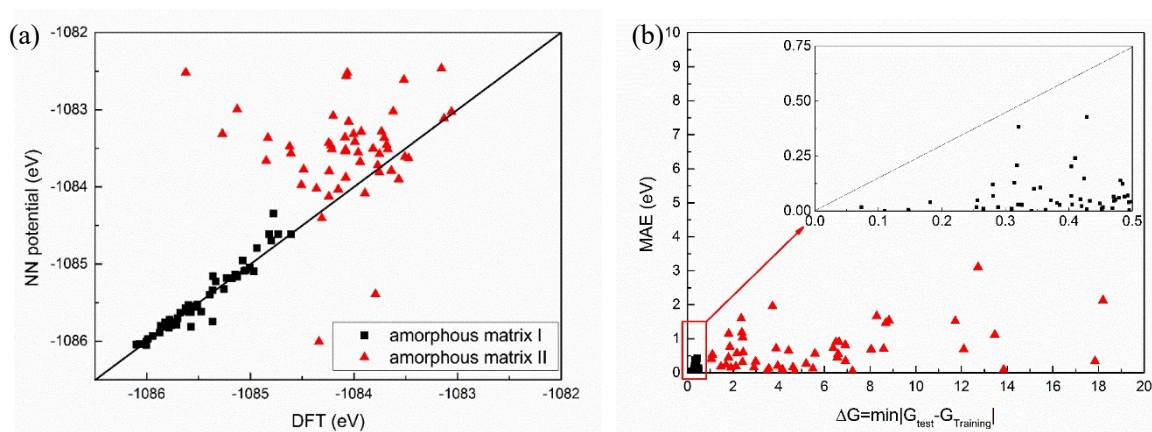 (a)
-1082
-1083
-1084
-1085
-1086
NN potential (eV)
amorphous matrix I
amorphous matrix II
-1086 -1085 -1084 -1083 -1082
DFT (eV)
(b)
10
9
8
7
6
5
4
3
2
1
0
MAE (eV)
0.75
0.50
0.25
0.00
0.0 0.1 0.2 0.3 0.4 0.5
0 2 4 6 8 10 12 14 16 18 20
ΔG=min|G_test-G_Training|